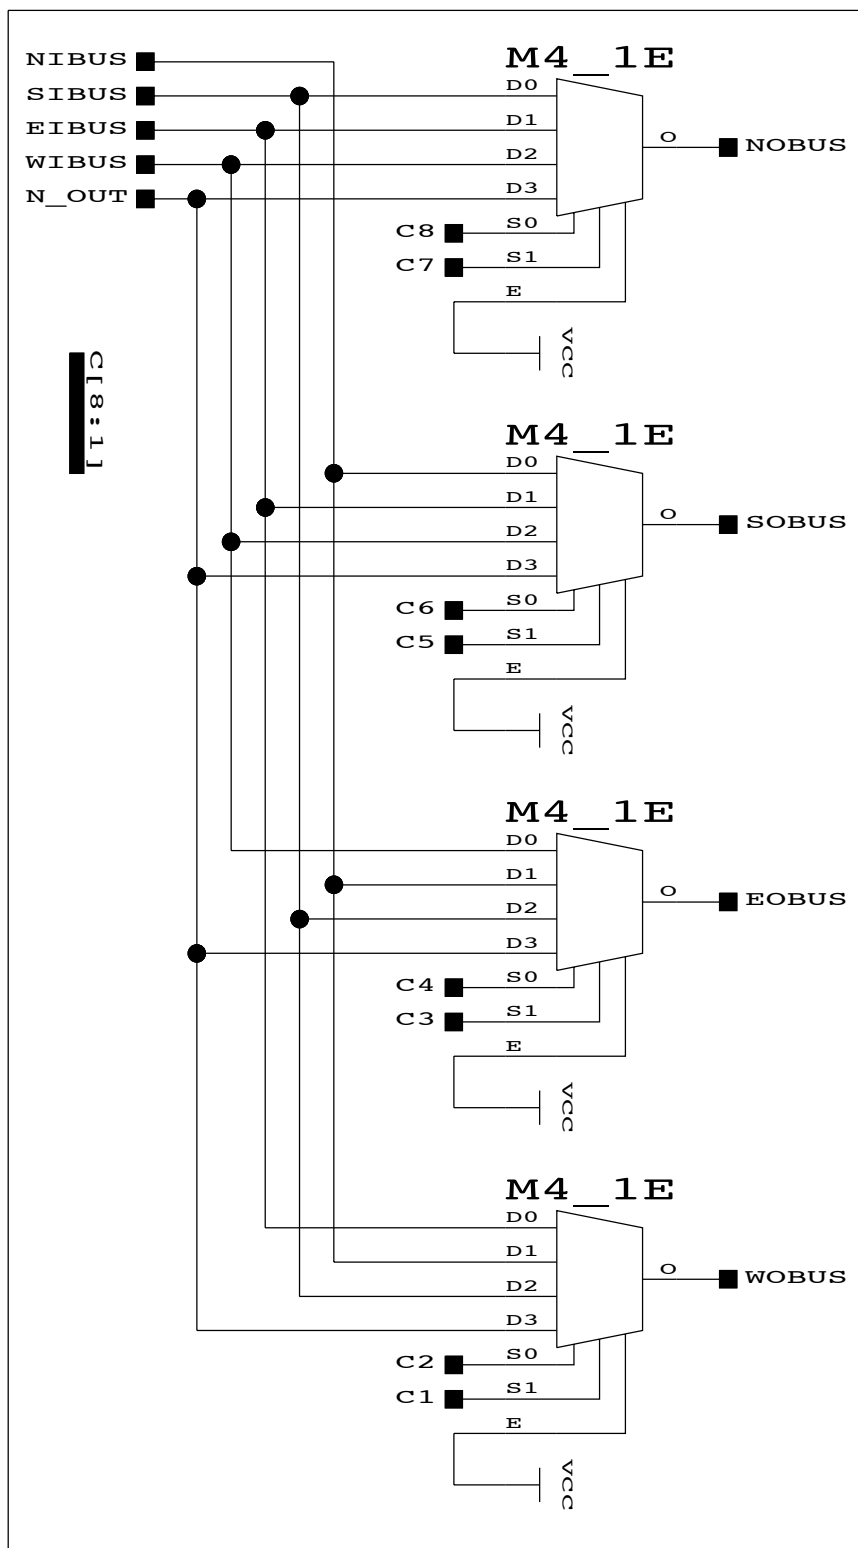 M4_1E
NIBUS
SIBUS
EIBUS
WIBUS
N_OUT
D0
D1
D2
D3
O
NOBUS
C8
S0
C7
S1
E
VCC
C[8:1]
M4_1E
D0
D1
D2
D3
O
SOBUS
C6
S0
C5
S1
E
VCC
M4_1E
D0
D1
D2
D3
O
EOBUS
C4
S0
C3
S1
E
VCC
M4_1E
D0
D1
D2
D3
O
WOBUS
C2
S0
C1
S1
E
VCC